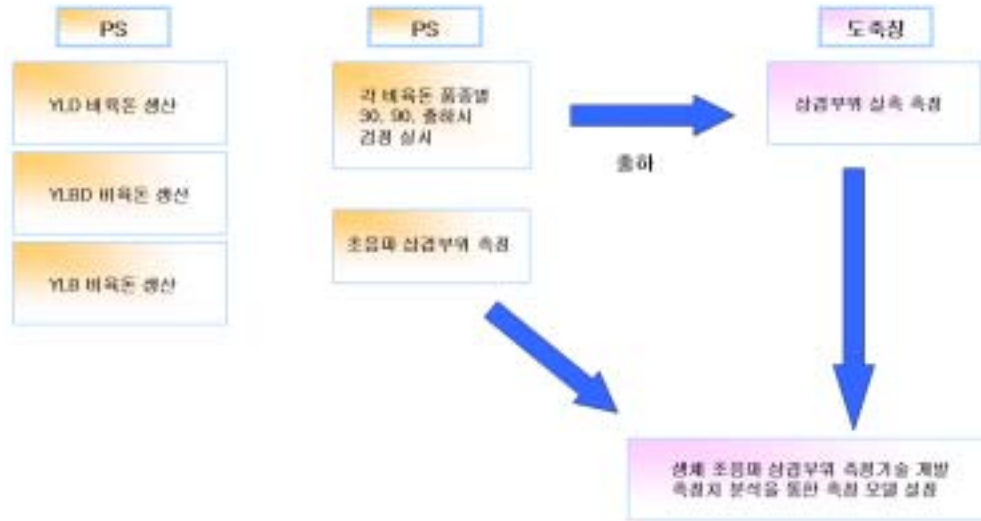 PS
YLD 비육돈 생산
YLBD 비육돈 생산
YLB 비육돈 생산
PS
각 비육돈 품종별
30, 90, 출하시
검정 실시
초음파 삼겹부위 측정
출하
도축장
삼겹부위 실측 측정
생체 초음파 삼겹부위 측정기술 개발
측정치 분석을 통한 측정 모델 설정